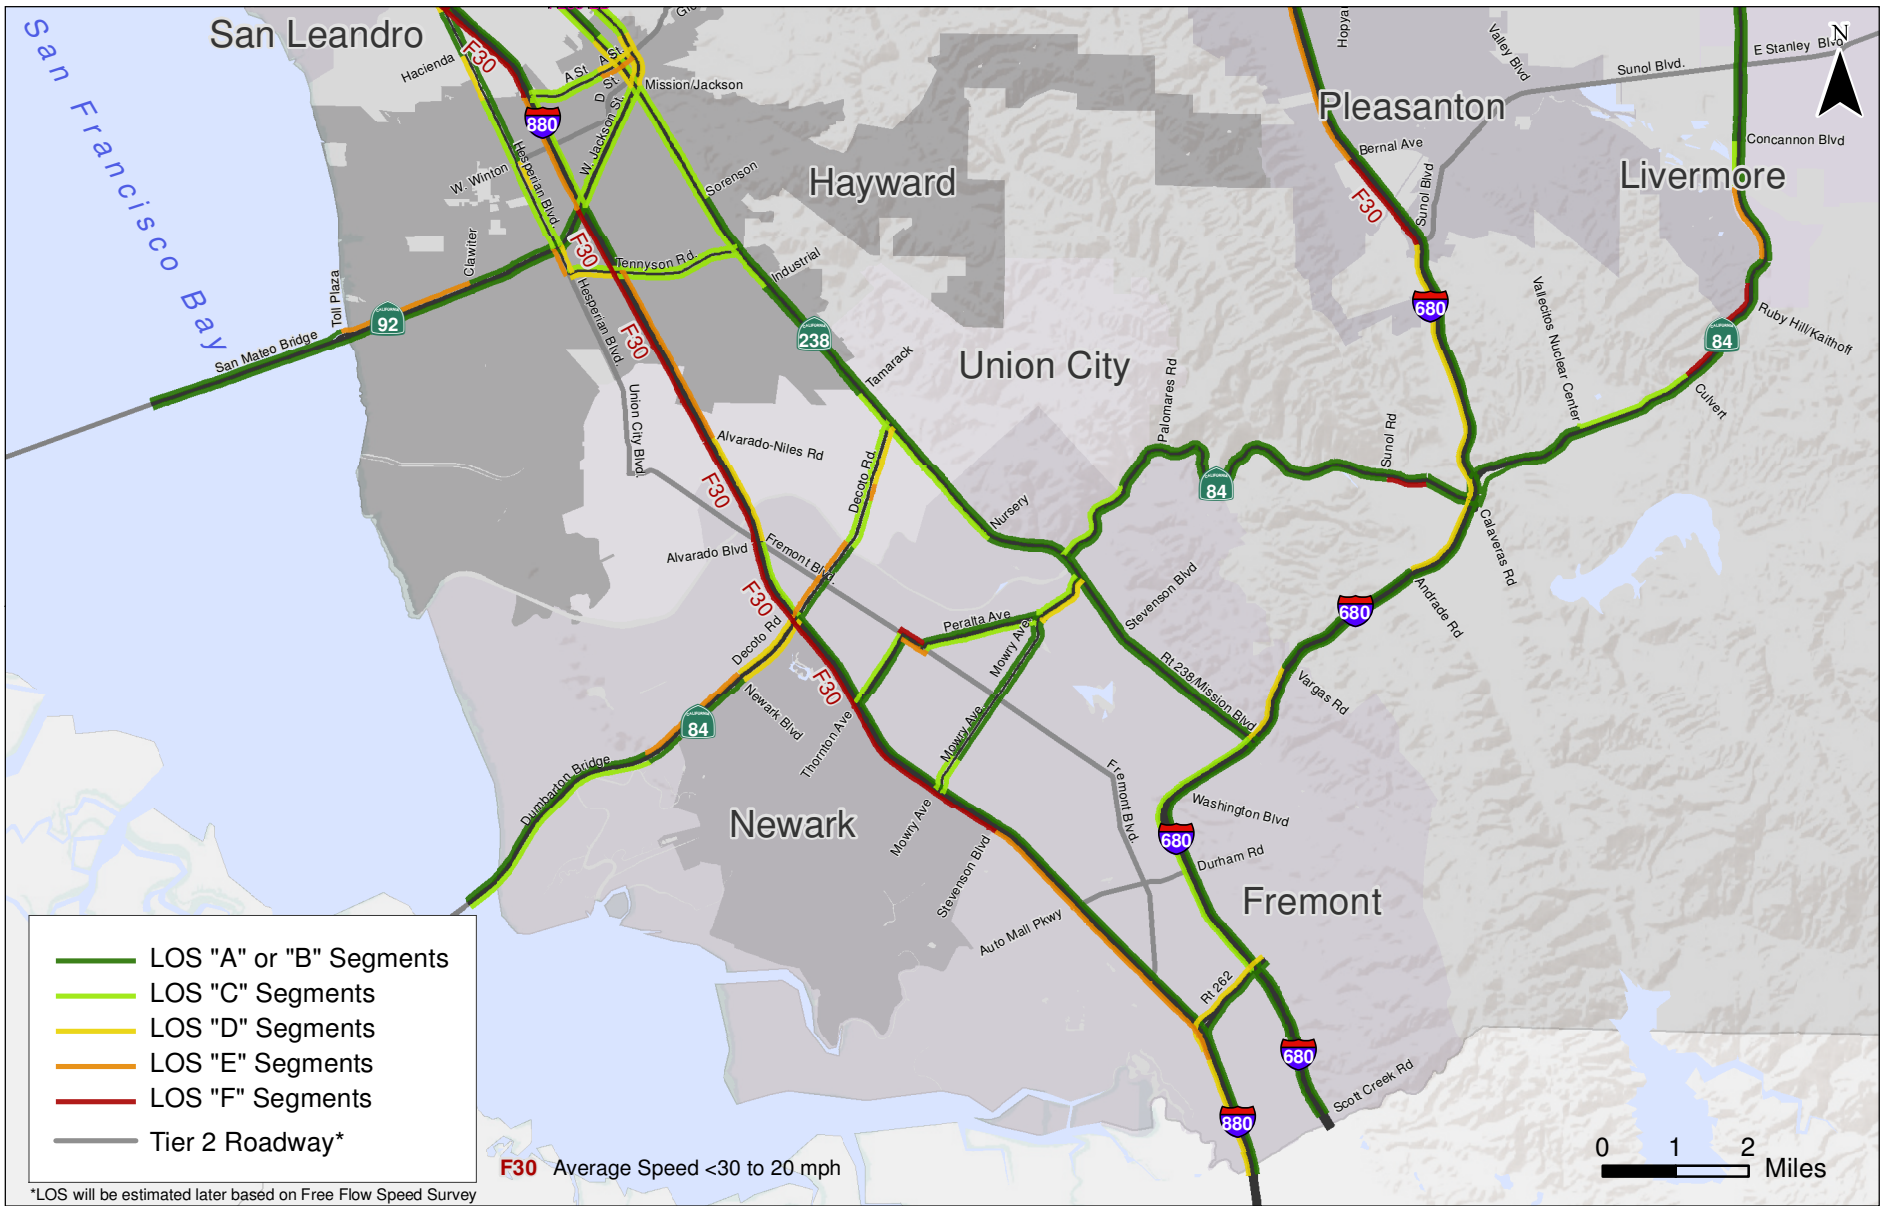 San Leandro
San Francisco Bay
Hacienda
F30
A St.
A St.
D St.
Mission/Jackson
880
W. Jackson St.
Hesperian Blvd.
W. Winton
Sorenson
Hayward
Clawiter
Toll Plaza
F30
Tennyson Rd.
Industrial
San Mateo Bridge
CALIFORNIA
92
Hesperian Blvd.
F30
CALIFORNIA
238
Tamarack
Union City
Union City Blvd.
Alvarado-Niles Rd
F30
Decoto Rd.
Nursery
Alvarado Blvd
Fremont Blvd.
F30
Decoto Rd
Peralta Ave
Mowry Ave.
Stevenson Blvd
F30
Newark Blvd
CALIFORNIA
84
Thornton Ave
Mowry Ave.
Rt 238/Mission Blvd
Dumbarton Bridge
Newark
Mowry Ave
Stevenson Blvd
Fremont Blvd.
Auto Mall Pkwy
Washington Blvd
680
Durham Rd
Fremont
Rt 262
680
Scott Creek Rd
880
Hopya
Valley Blvd
Sunol Blvd.
E Stanley Blvd
N
Pleasanton
Bernal Ave
Concannon Blvd
Livermore
F30
Sunol Blvd
680
Vallecitos Nuclear Center
Ruby Hill/Kaithoff
CALIFORNIA
84
Culvert
Palomares Rd
Sunol Rd
CALIFORNIA
84
Calaveras Rd
680
Andrade Rd
Vargas Rd
LOS "A" or "B" Segments
LOS "C" Segments
LOS "D" Segments
LOS "E" Segments
LOS "F" Segments
Tier 2 Roadway*
*LOS will be estimated later based on Free Flow Speed Survey
F30 Average Speed <30 to 20 mph
0 1 2
Miles